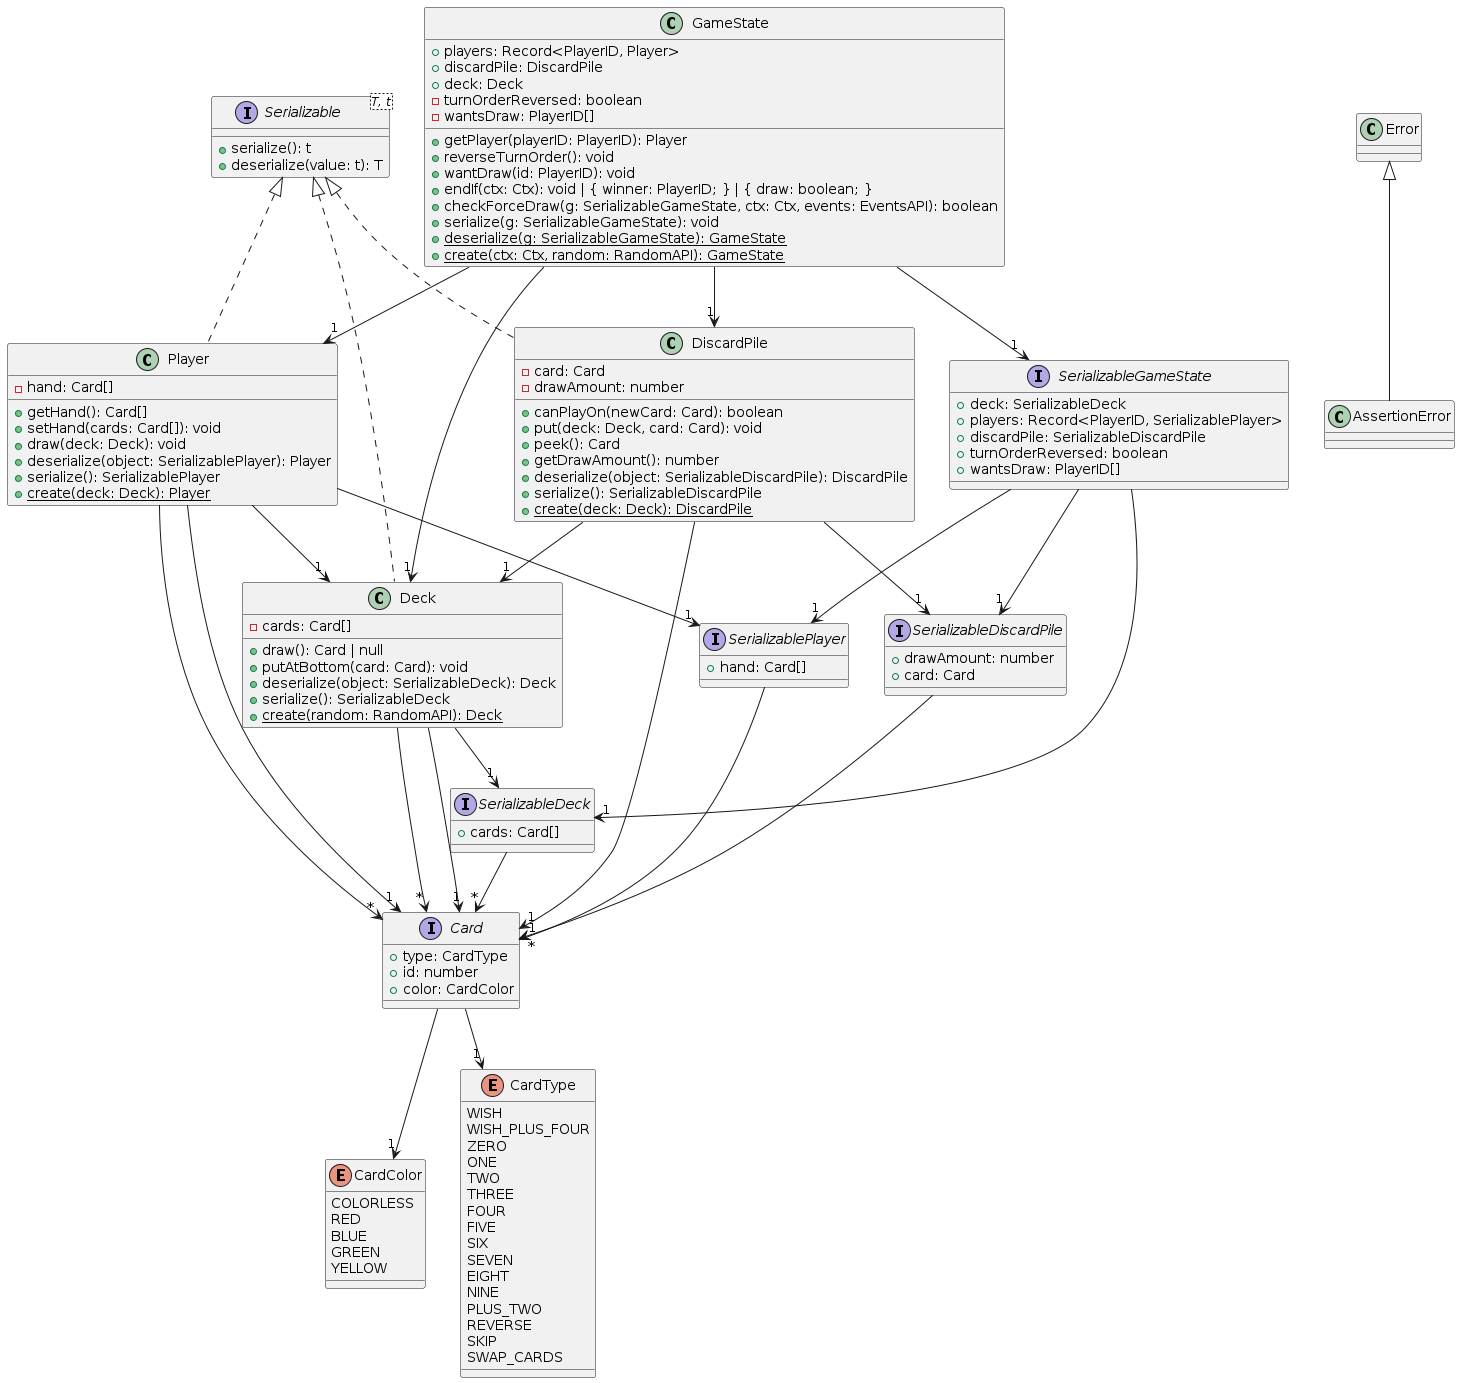 C GameState
players: Record<PlayerID, Player>
discardPile: DiscardPile
deck: Deck
turnOrderReversed: boolean
wantsDraw: PlayerID[]
getPlayer(playerID: PlayerID): Player
reverseTurnOrder(): void
wantDraw(id: PlayerID): void
endIf(ctx: Ctx): void | { winner: PlayerID; } | { draw: boolean; }
checkForceDraw(g: SerializableGameState, ctx: Ctx, events: EventsAPI): boolean
serialize(g: SerializableGameState): void
deserialize(g: SerializableGameState): GameState
create(ctx: Ctx, random: RandomAPI): GameState
I Serializable
T, t
serialize(): t
deserialize(value: t): T
C Error
1
1
1
1
C Player
hand: Card[]
getHand(): Card[]
setHand(cards: Card[]): void
draw(deck: Deck): void
deserialize(object: SerializablePlayer): Player
serialize(): SerializablePlayer
create(deck: Deck): Player
C DiscardPile
card: Card
drawAmount: number
canPlayOn(newCard: Card): boolean
put(deck: Deck, card: Card): void
peek(): Card
getDrawAmount(): number
deserialize(object: SerializableDiscardPile): DiscardPile
serialize(): SerializableDiscardPile
create(deck: Deck): DiscardPile
I SerializableGameState
deck: SerializableDeck
players: Record<PlayerID, SerializablePlayer>
discardPile: SerializableDiscardPile
turnOrderReversed: boolean
wantsDraw: PlayerID[]
C AssertionError
1
1
1
1
1
1
C Deck
cards: Card[]
draw(): Card | null
putAtBottom(card: Card): void
deserialize(object: SerializableDeck): Deck
serialize(): SerializableDeck
create(random: RandomAPI): Deck
I SerializablePlayer
hand: Card[]
I SerializableDiscardPile
drawAmount: number
card: Card
1
1
I SerializableDeck
cards: Card[]
*
1
*
1
*
1
1
*
I Card
type: CardType
id: number
color: CardColor
1
1
E CardColor
COLORLESS
RED
BLUE
GREEN
YELLOW
E CardType
WISH
WISH_PLUS_FOUR
ZERO
ONE
TWO
THREE
FOUR
FIVE
SIX
SEVEN
EIGHT
NINE
PLUS_TWO
REVERSE
SKIP
SWAP_CARDS